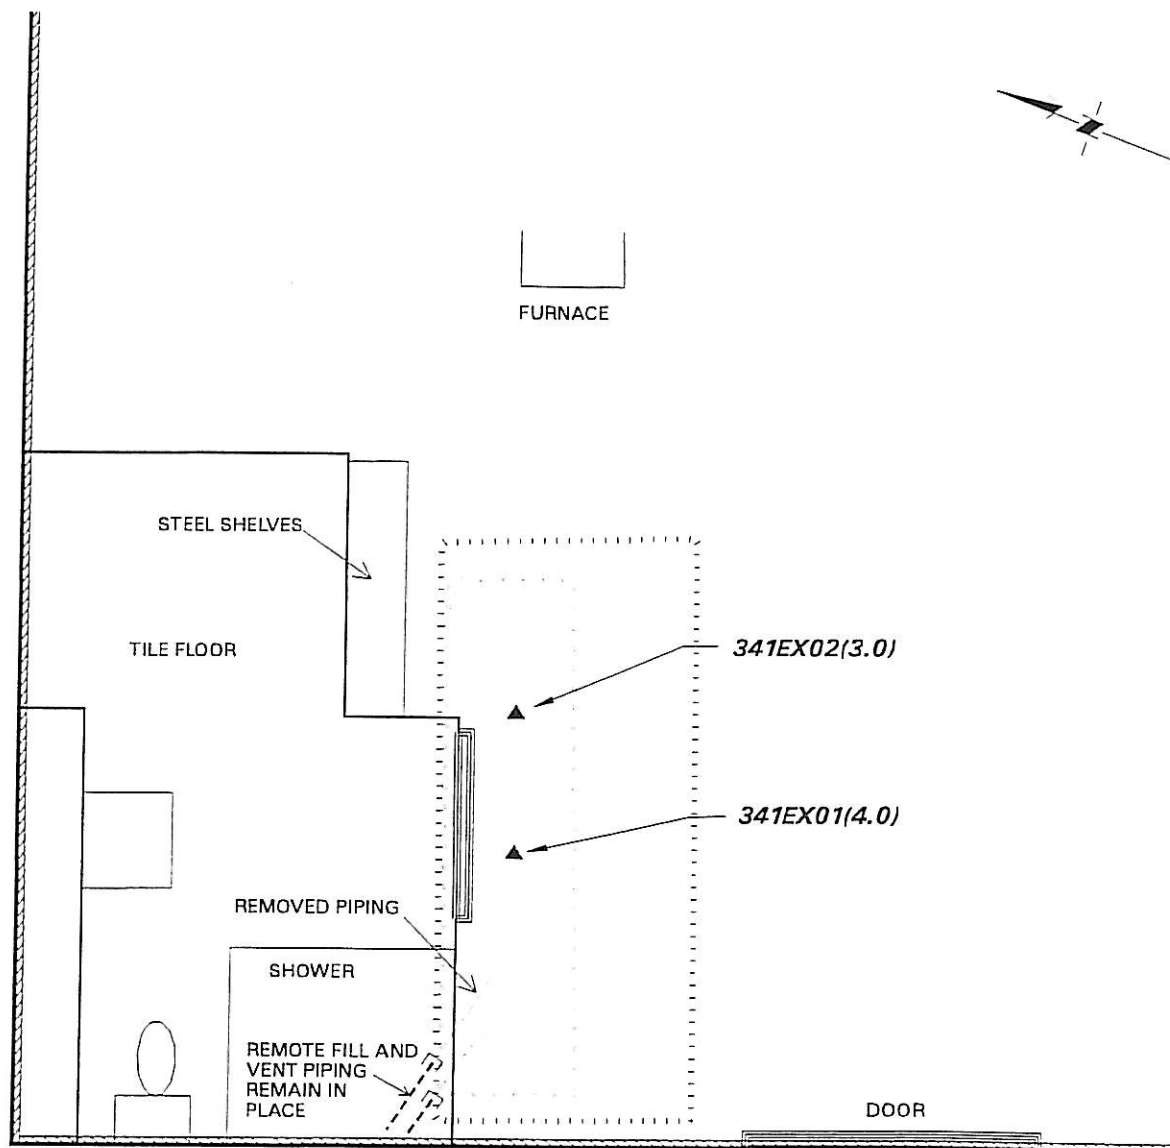 FURNACE
STEEL SHELVES
TILE FLOOR
341EX02(3.0)
341EX01(4.0)
REMOVED PIPING
SHOWER
REMOTE FILL AND
VENT PIPING
REMAIN IN
PLACE
DOOR